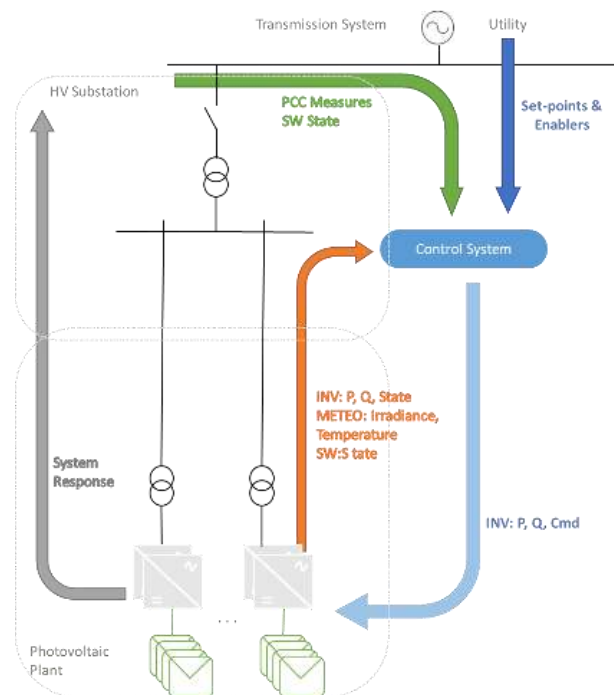 Transmission System
Utility
HV Substation
PCC Measures
SW State
Set-points &
Enablers
Control System
INV: P, Q, State
METEO: Irradiance,
Temperature
SW:S tate
System
Response
INV: P, Q, Cmd
...
Photovoltaic
Plant